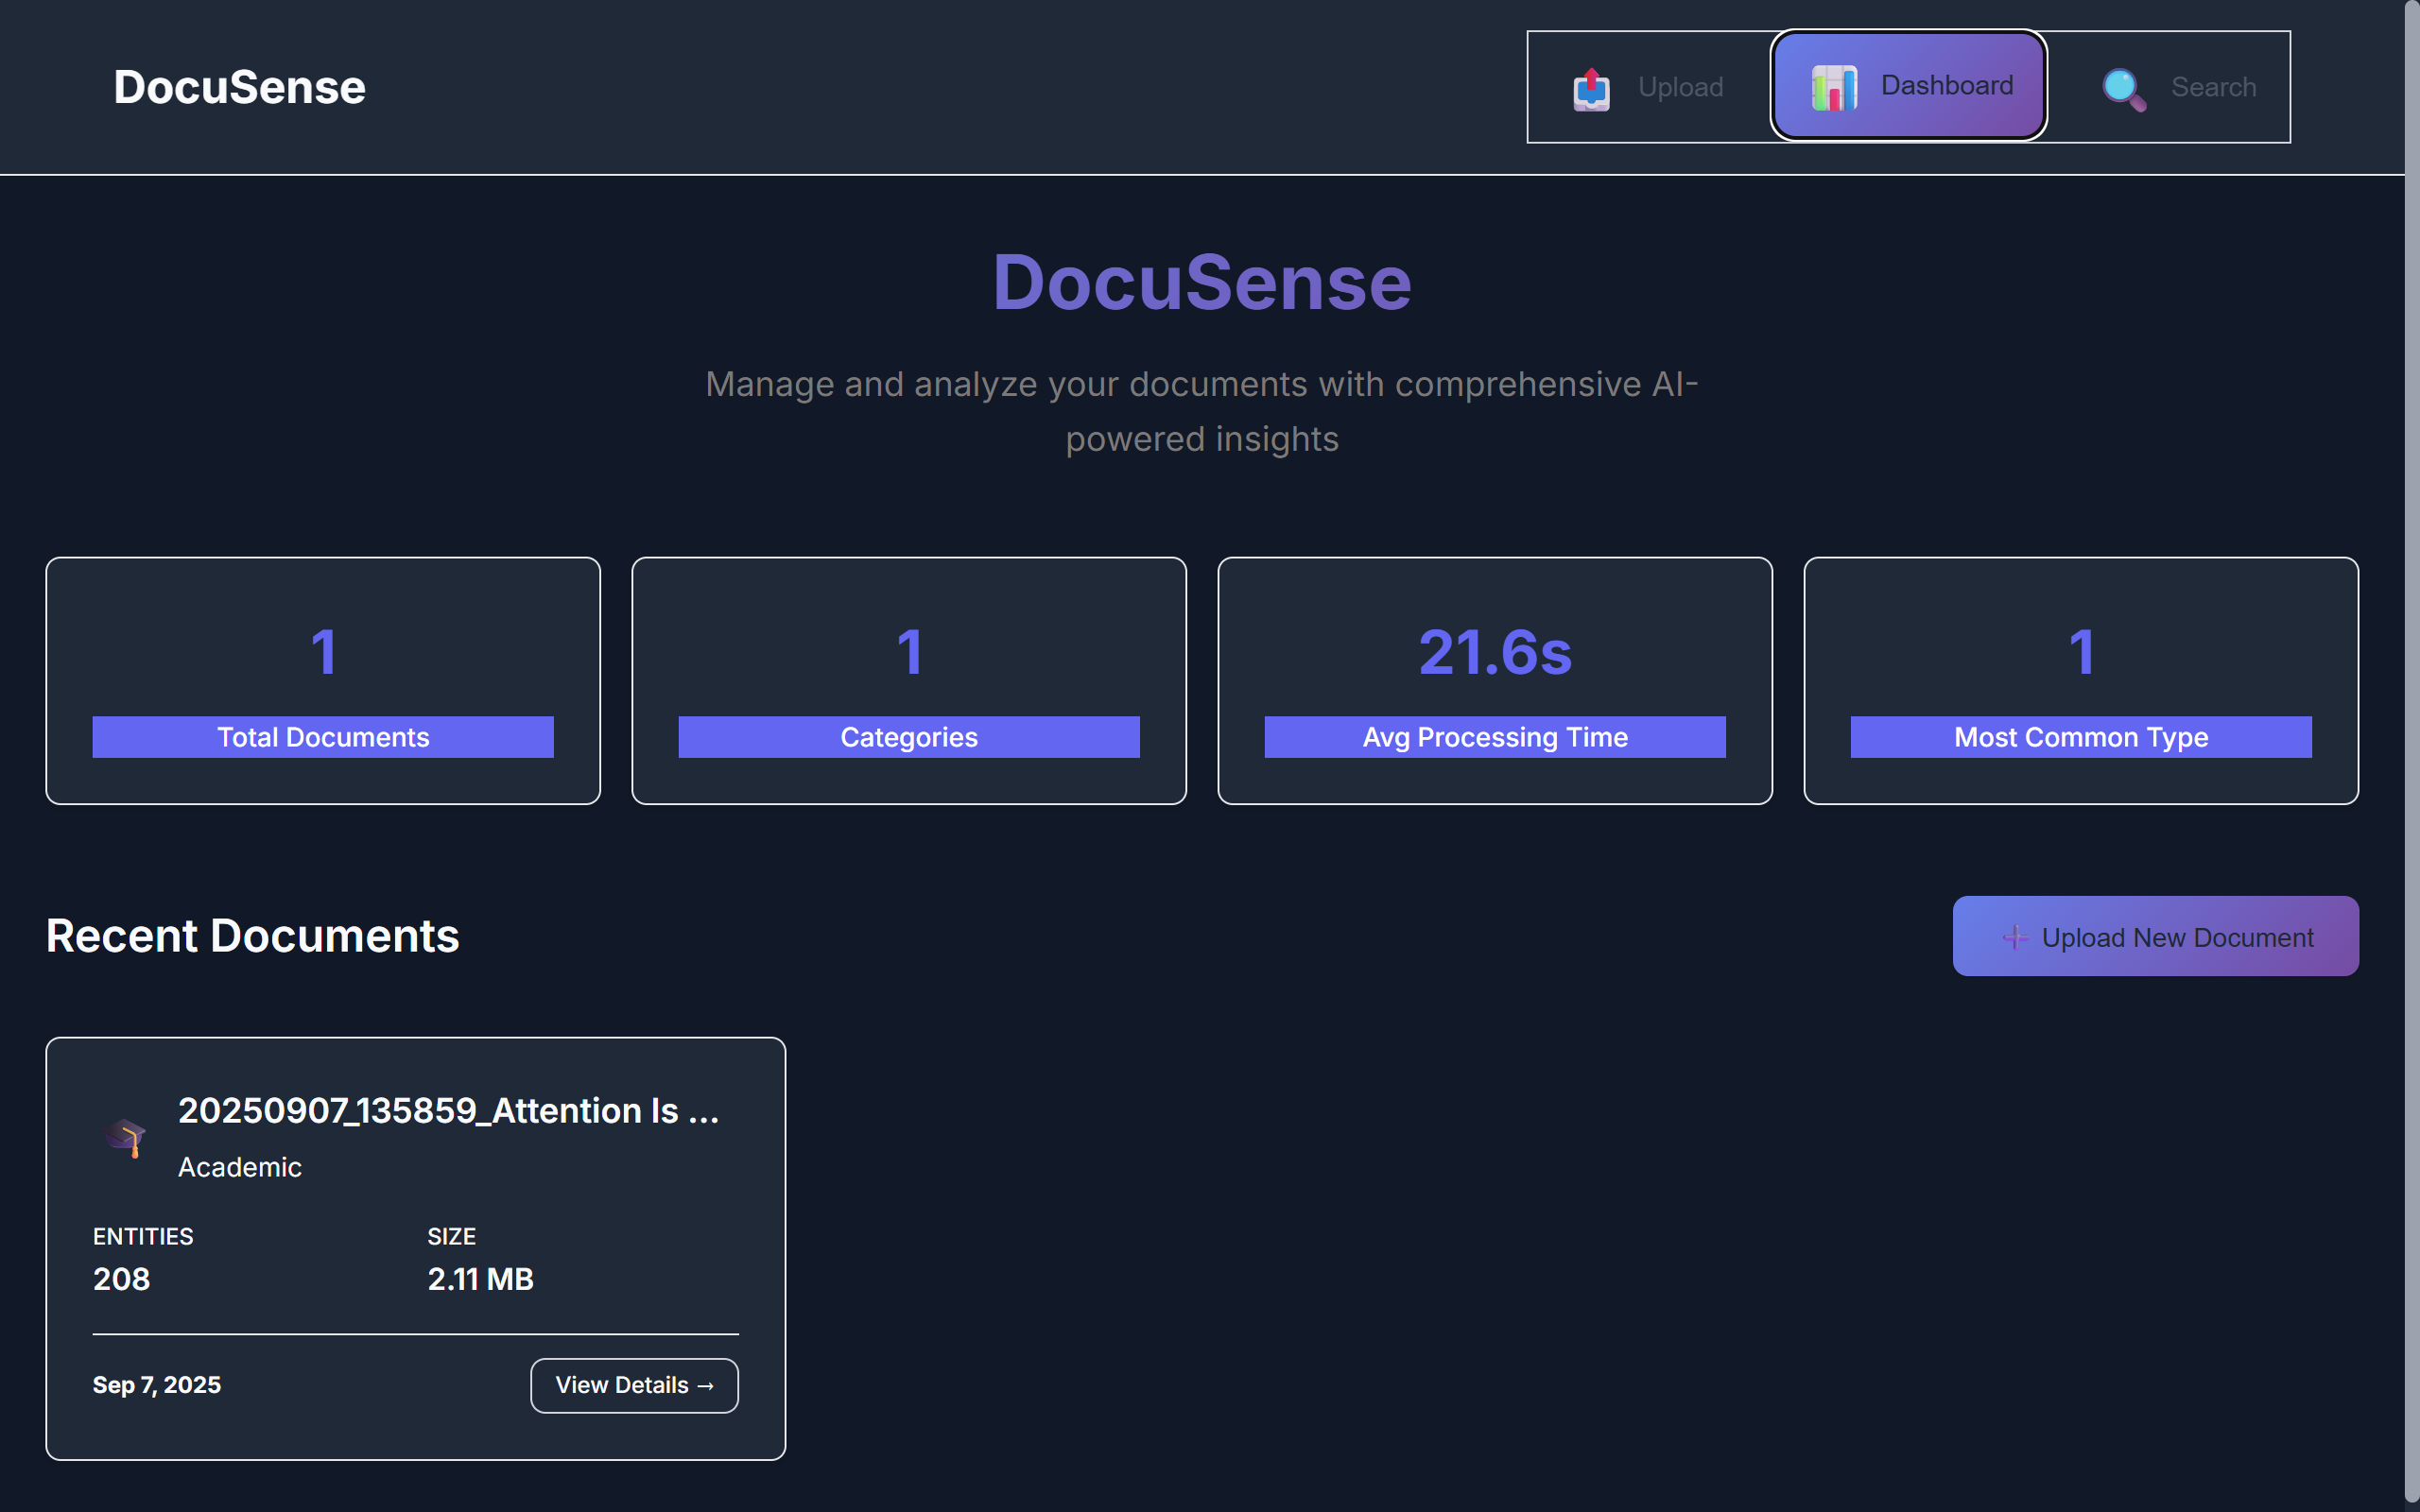 DocuSense
Upload
Dashboard
Search
DocuSense
Manage and analyze your documents with comprehensive AI-
powered insights
1
Total Documents
1
Categories
21.6s
Avg Processing Time
1
Most Common Type
Recent Documents
+ Upload New Document
20250907_135859_Attention Is ...
Academic
ENTITIES
208
SIZE
2.11 MB
Sep 7, 2025
View Details →